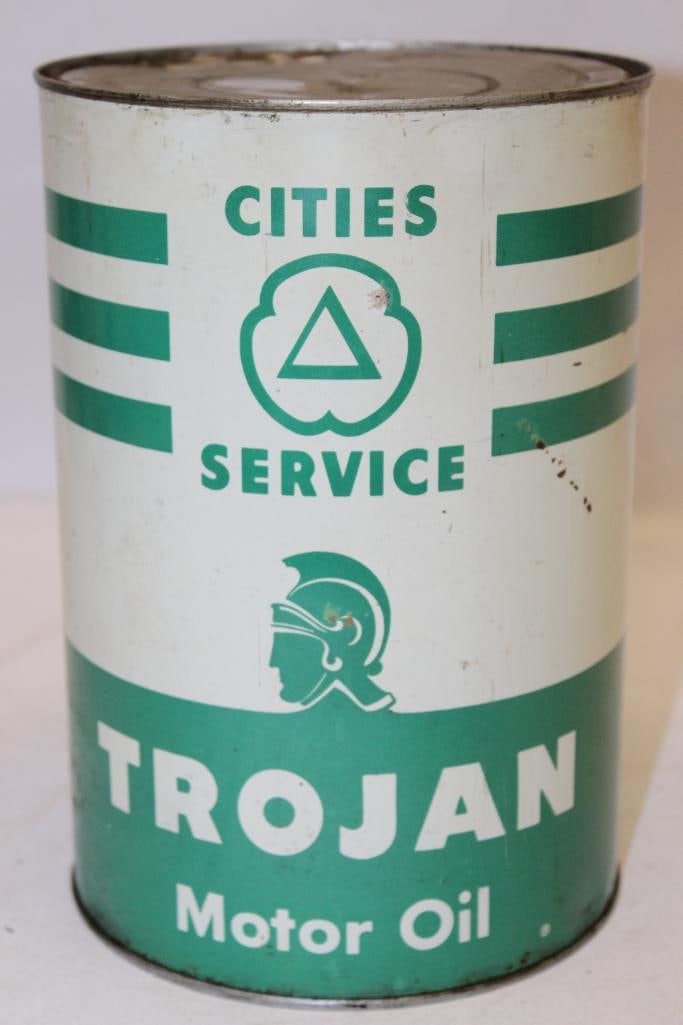 CITIES
SERVICE
TROJAN
Motor Oil